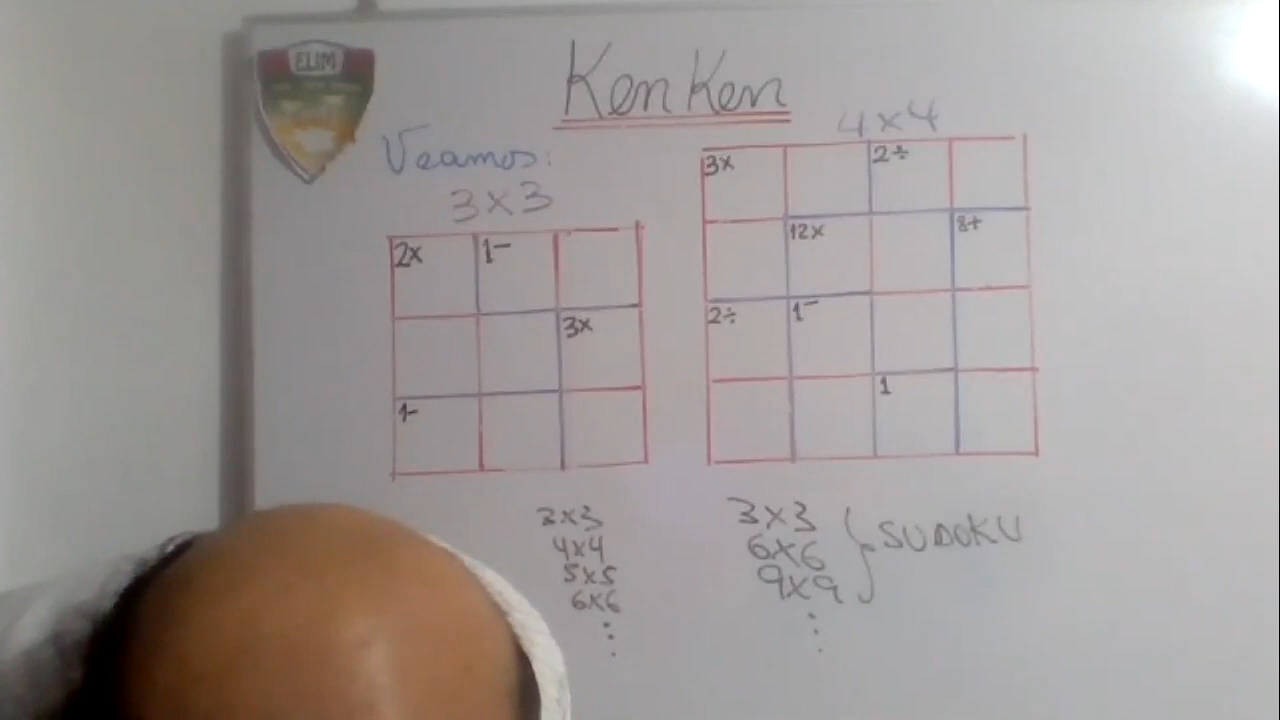 ELIM
KenKen
Veamos:
3x3
4x4
2x 1-
3x
1-
3x 2÷
12x 8+
2÷ 1-
1
3x3
4x4
5x5
6x6
3x3
6x6
9x9
SUDOKU